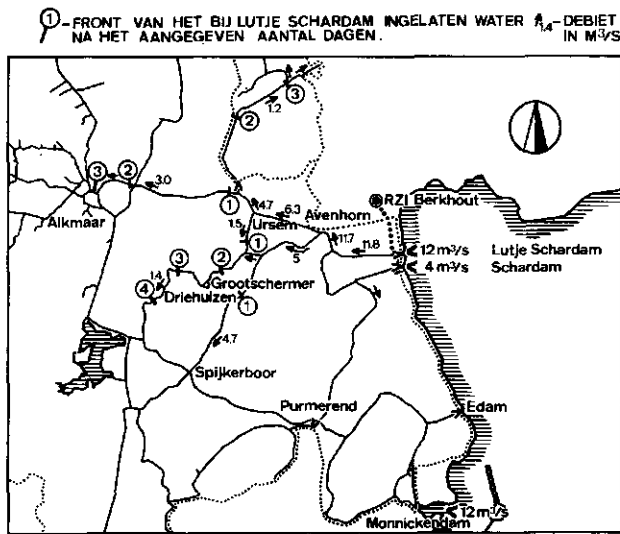 ①-FRONT VAN HET BIJ LUTJE SCHARDAM INGELATEN WATER
NA HET AANGEGEVEN AANTAL DAGEN.
1.4-DEBIET
IN M³/S
3
1.2
2
3
2
3.0
Alkmaar
1
4.7
6.3
Avenhorn
RZI Berkhout
Ursem
1.5
1
11.7
11.8
12 m³/s Lutje Schardam
4 m³/s Schardam
5
3
2
1.4
Grootschermer
4
Driehuizen
1
4.7
Spijkerboor
Purmerend
Edam
12 m³/s
Monnickendam